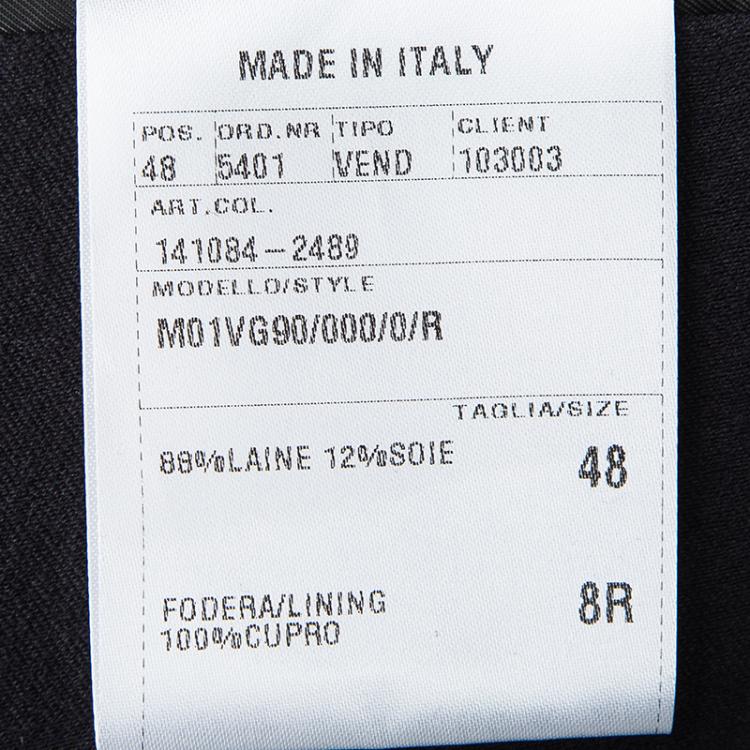 MADE IN ITALY
POS. ORD.NR TIPO CLIENT
48 5401 VEND 103003
ART.COL.
141084-2489
MODELLO/STYLE
M01VG90/000/0/R
TAGLIA/SIZE
88%LAINE 12%SOIE 48
FODERA/LINING 8R
100%CUPRO